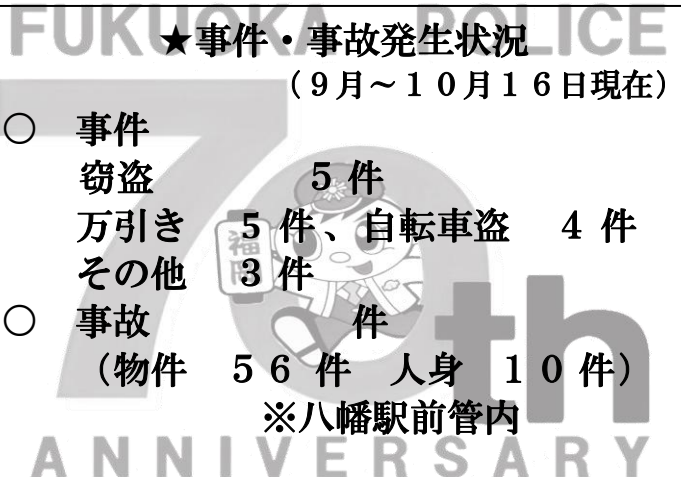 FUKUOKA POLICE
★事件・事故発生状況
（９月～１０月１６日現在）
○　事件
窃盗　　　　５件
万引き　５件、自転車盗　４件
その他　３件
○　事故　　　　　件
（物件　５６件　人身　１０件）
※八幡駅前管内
福岡
70th
ANNIVERSARY